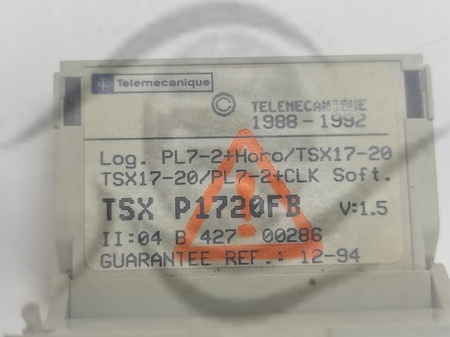 Telemecanique
© TELEMECANIQUE
1988-1992
Log. PL7-2+Horo/TSX17-20
TSX17-20/PL7-2+CLK Soft.
TSX P1720FB V:1.5
II:04 B 427 00286
GUARANTEE REF.: 12-94